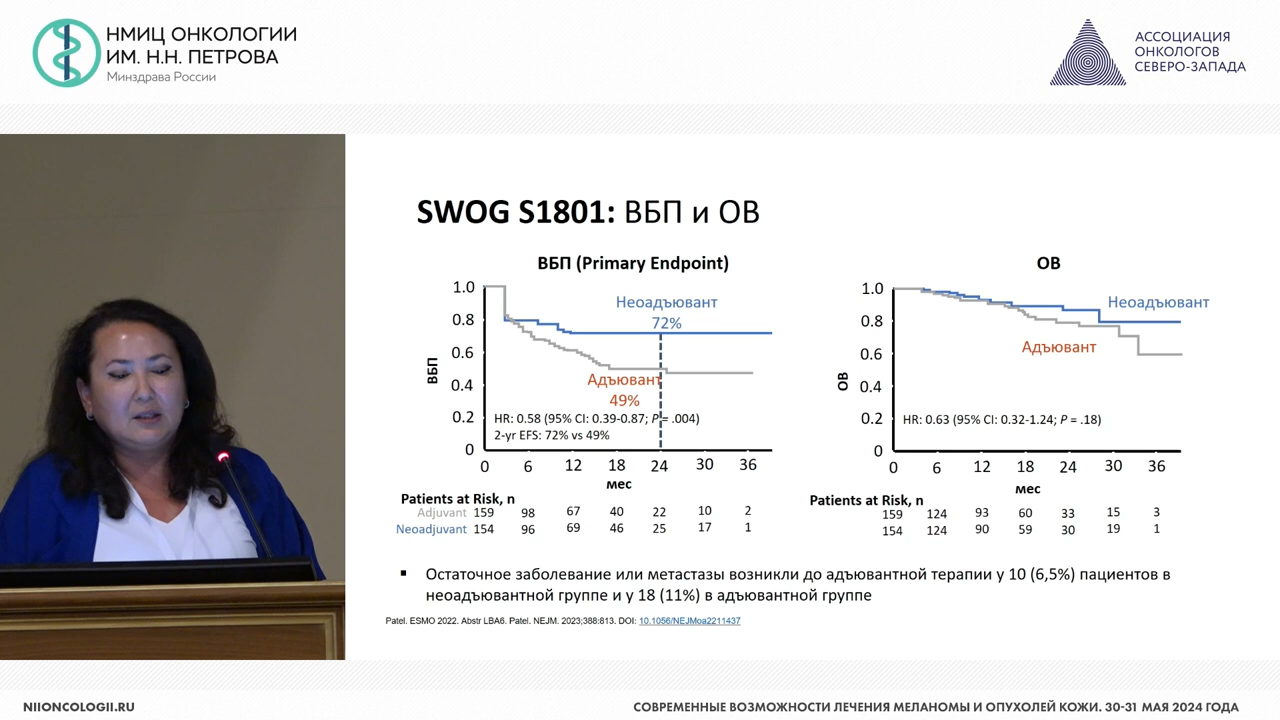 НМИЦ ОНКОЛОГИИ
ИМ. Н.Н. ПЕТРОВА
Минздрава России
АССОЦИАЦИЯ
ОНКОЛОГОВ
СЕВЕРО-ЗАПАДА
SWOG S1801: ВБП и ОВ
ВБП (Primary Endpoint)
1.0
0.8
0.6
0.4
0.2
0
ВБП
Неоадъювант
72%
Адъювант
49%
HR: 0.58 (95% CI: 0.39-0.87; P = .004)
2-yr EFS: 72% vs 49%
0 6 12 18 24 30 36
мес
Patients at Risk, n
Adjuvant 159 98 67 40 22 10 2
Neoadjuvant 154 96 69 46 25 17 1
ОВ
1.0
0.8
0.6
0.4
0.2
0
ОВ
Неоадъювант
Адъювант
HR: 0.63 (95% CI: 0.32-1.24; P = .18)
0 6 12 18 24 30 36
мес
Patients at Risk, n
159 124 93 60 33 15 3
154 124 90 59 30 19 1
▪ Остаточное заболевание или метастазы возникли до адъювантной терапии у 10 (6,5%) пациентов в
неоадъювантной группе и у 18 (11%) в адъювантной группе
Patel. ESMO 2022. Abstr LBA6. Patel. NEJM. 2023;388:813. DOI: 10.1056/NEJMoa2211437
NIIONCOLOGII.RU
СОВРЕМЕННЫЕ ВОЗМОЖНОСТИ ЛЕЧЕНИЯ МЕЛАНОМЫ И ОПУХОЛЕЙ КОЖИ. 30-31 МАЯ 2024 ГОДА